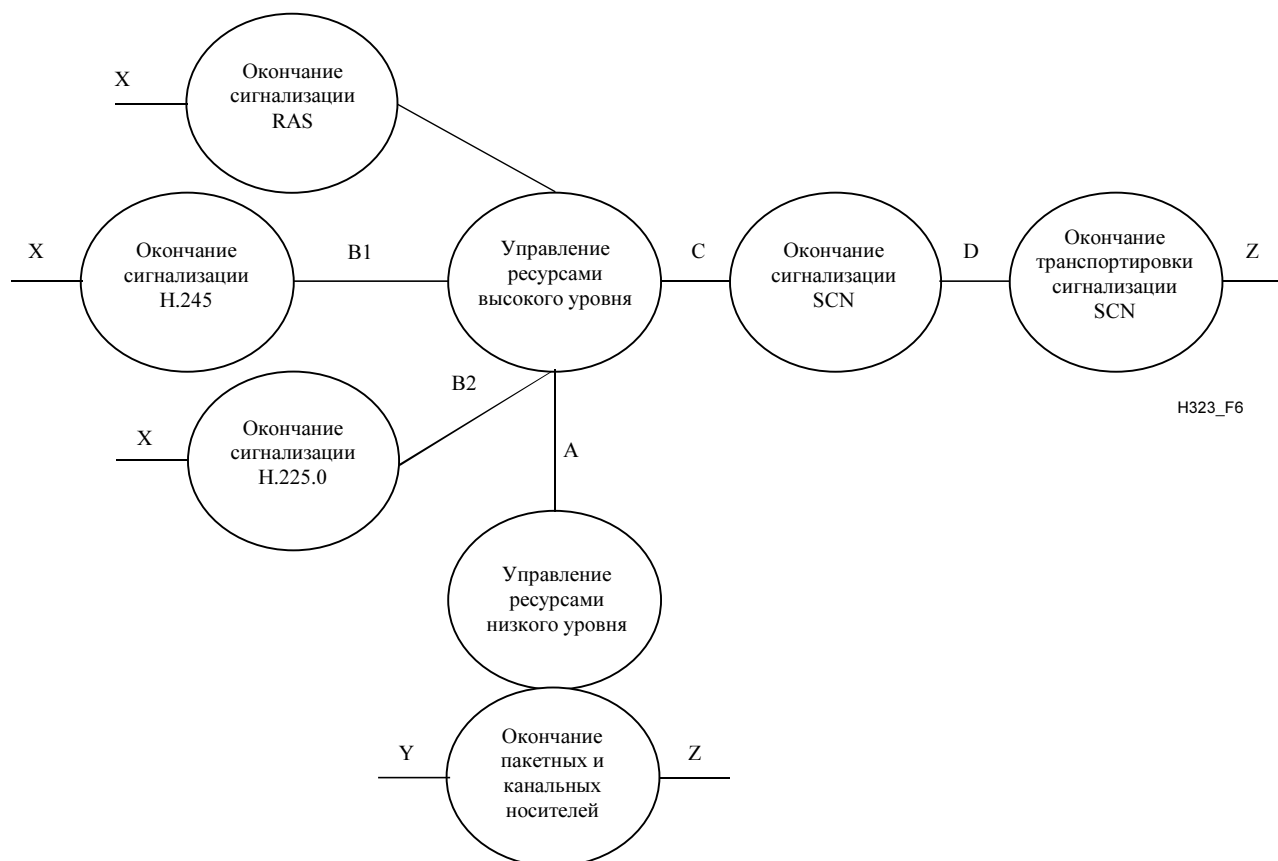 X
Окончание
сигнализации
RAS
X
Окончание
сигнализации
H.245
B1
Управление
ресурсами
высокого уровня
C
Окончание
сигнализации
SCN
D
Окончание
транспортировки
сигнализации
SCN
Z
H323_F6
X
Окончание
сигнализации
H.225.0
B2
A
Управление
ресурсами
низкого уровня
Y
Окончание
пакетных и
канальных
носителей
Z